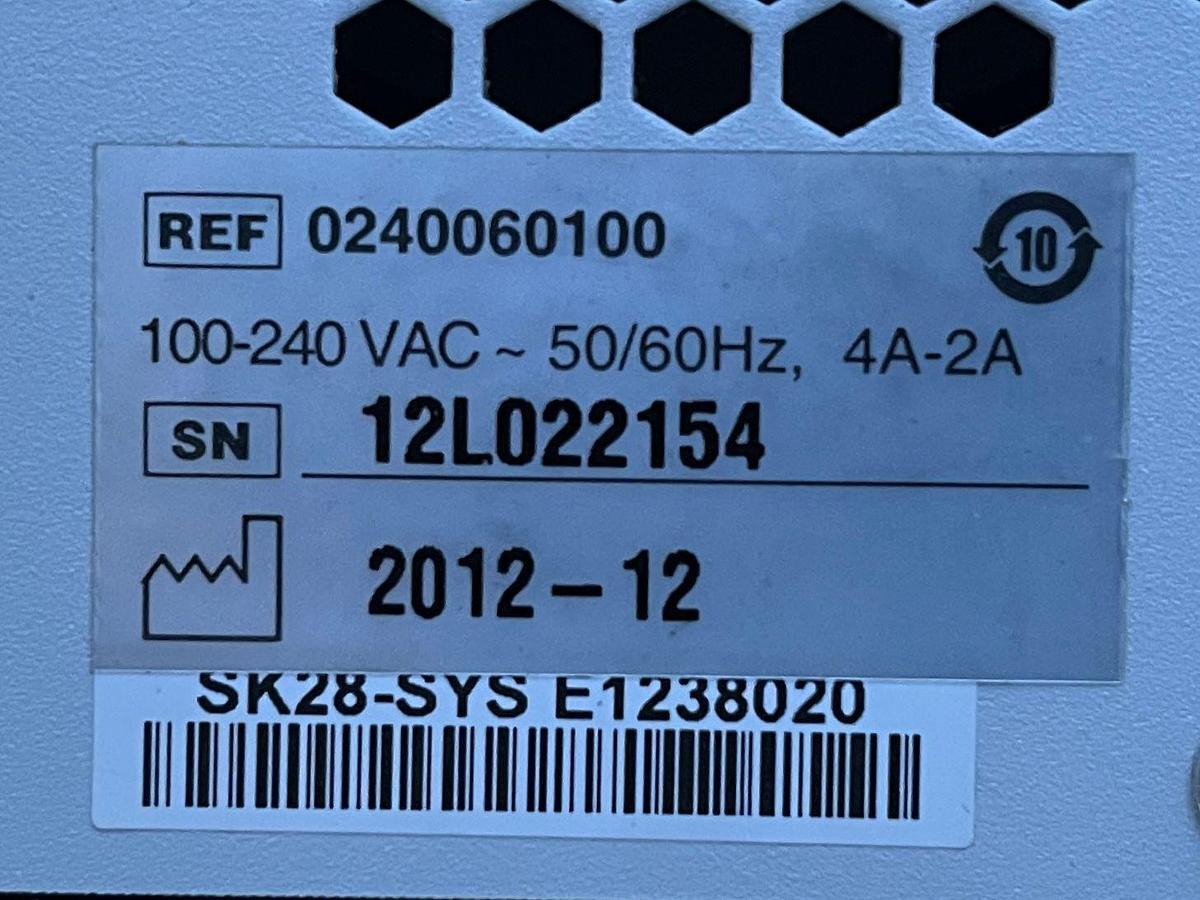 REF 0240060100
10
100-240 VAC ~ 50/60Hz, 4A-2A
SN 12L022154
2012-12
SK28-SYS E1238020